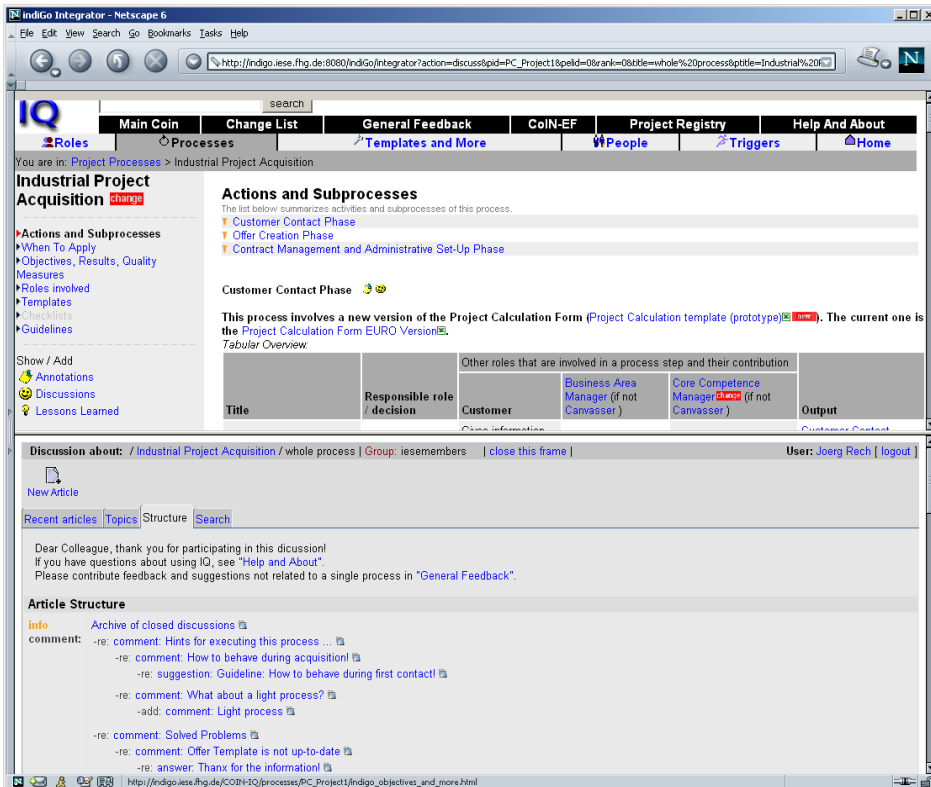 indiGo Integrator - Netscape 6
File Edit View Search Go Bookmarks Tasks Help
http://indigo.iese.fhg.de:8080/indiGo/integrator?action=discuss&pid=PC_Project1&pelid=0&rank=0&title=whole%20process&ptitle=Industrial%20
N
IQ
search
Main Coin Change List General Feedback CoIN-EF Project Registry Help And About
Roles Processes Templates and More People Triggers Home
You are in: Project Processes > Industrial Project Acquisition
Industrial Project
Acquisition change
Actions and Subprocesses
When To Apply
Objectives, Results, Quality
Measures
Roles involved
Templates
Checklists
Guidelines
Show / Add
Annotations
Discussions
Lessons Learned
Actions and Subprocesses
The list below summarizes activities and subprocesses of this process.
Customer Contact Phase
Offer Creation Phase
Contract Management and Administrative Set-Up Phase
Customer Contact Phase
This process involves a new version of the Project Calculation Form (Project Calculation template (prototype) new ). The current one is
the Project Calculation Form EURO Version.
Tabular Overview:
Other roles that are involved in a process step and their contribution
Title
Responsible role
/ decision
Customer
Business Area
Manager (if not
Canvasser )
Core Competence
Manager change (if not
Canvasser )
Output
Gives information
Customer Contact
Discussion about: / Industrial Project Acquisition / whole process | Group: iesemembers | close this frame | User: Joerg Rech [ logout ]
New Article
Recent articles Topics Structure Search
Dear Colleague, thank you for participating in this dicussion!
If you have questions about using IQ, see "Help and About".
Please contribute feedback and suggestions not related to a single process in "General Feedback".
Article Structure
info Archive of closed discussions
comment: -re: comment: Hints for executing this process ...
-re: comment: How to behave during acquisition!
-re: suggestion: Guideline: How to behave during first contact!
-re: comment: What about a light process?
-add: comment: Light process
-re: comment: Solved Problems
-re: comment: Offer Template is not up-to-date
-re: answer: Thanx for the information!
http://indigo.iese.fhg.de/COIN-IQ/processes/PC_Project1/indigo_objectives_and_more.html